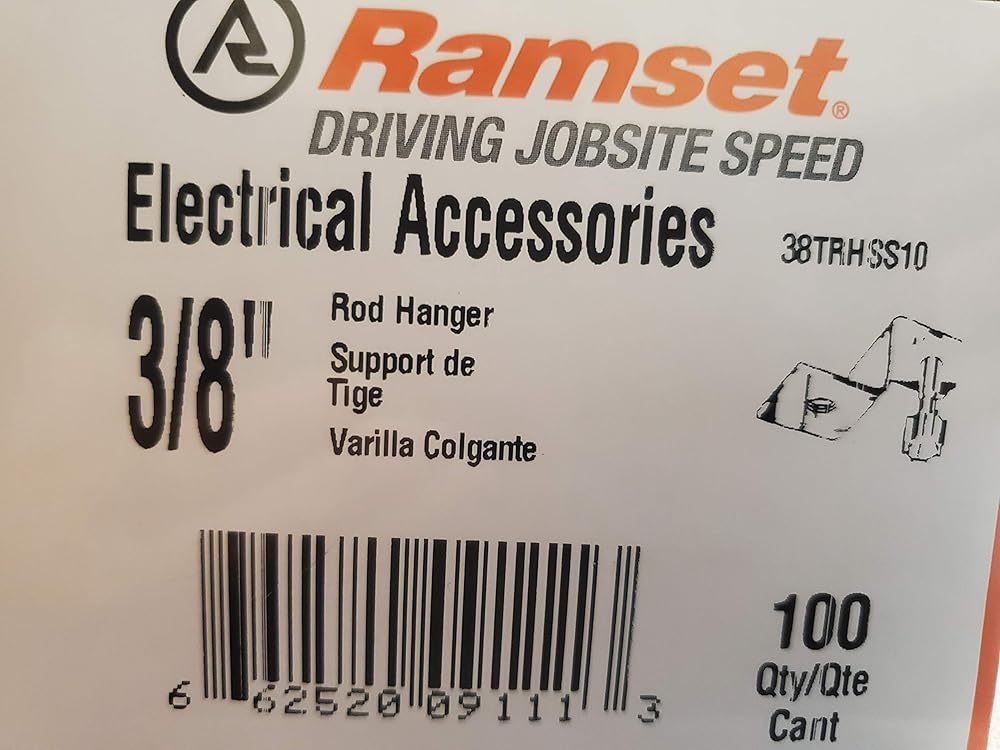 Ramset®
DRIVING JOBSITE SPEED
Electrical Accessories
38TRHSS10
3/8"
Rod Hanger
Support de
Tige
Varilla Colgante
100
Qty/Qte
Cant
6 62520 09111 3